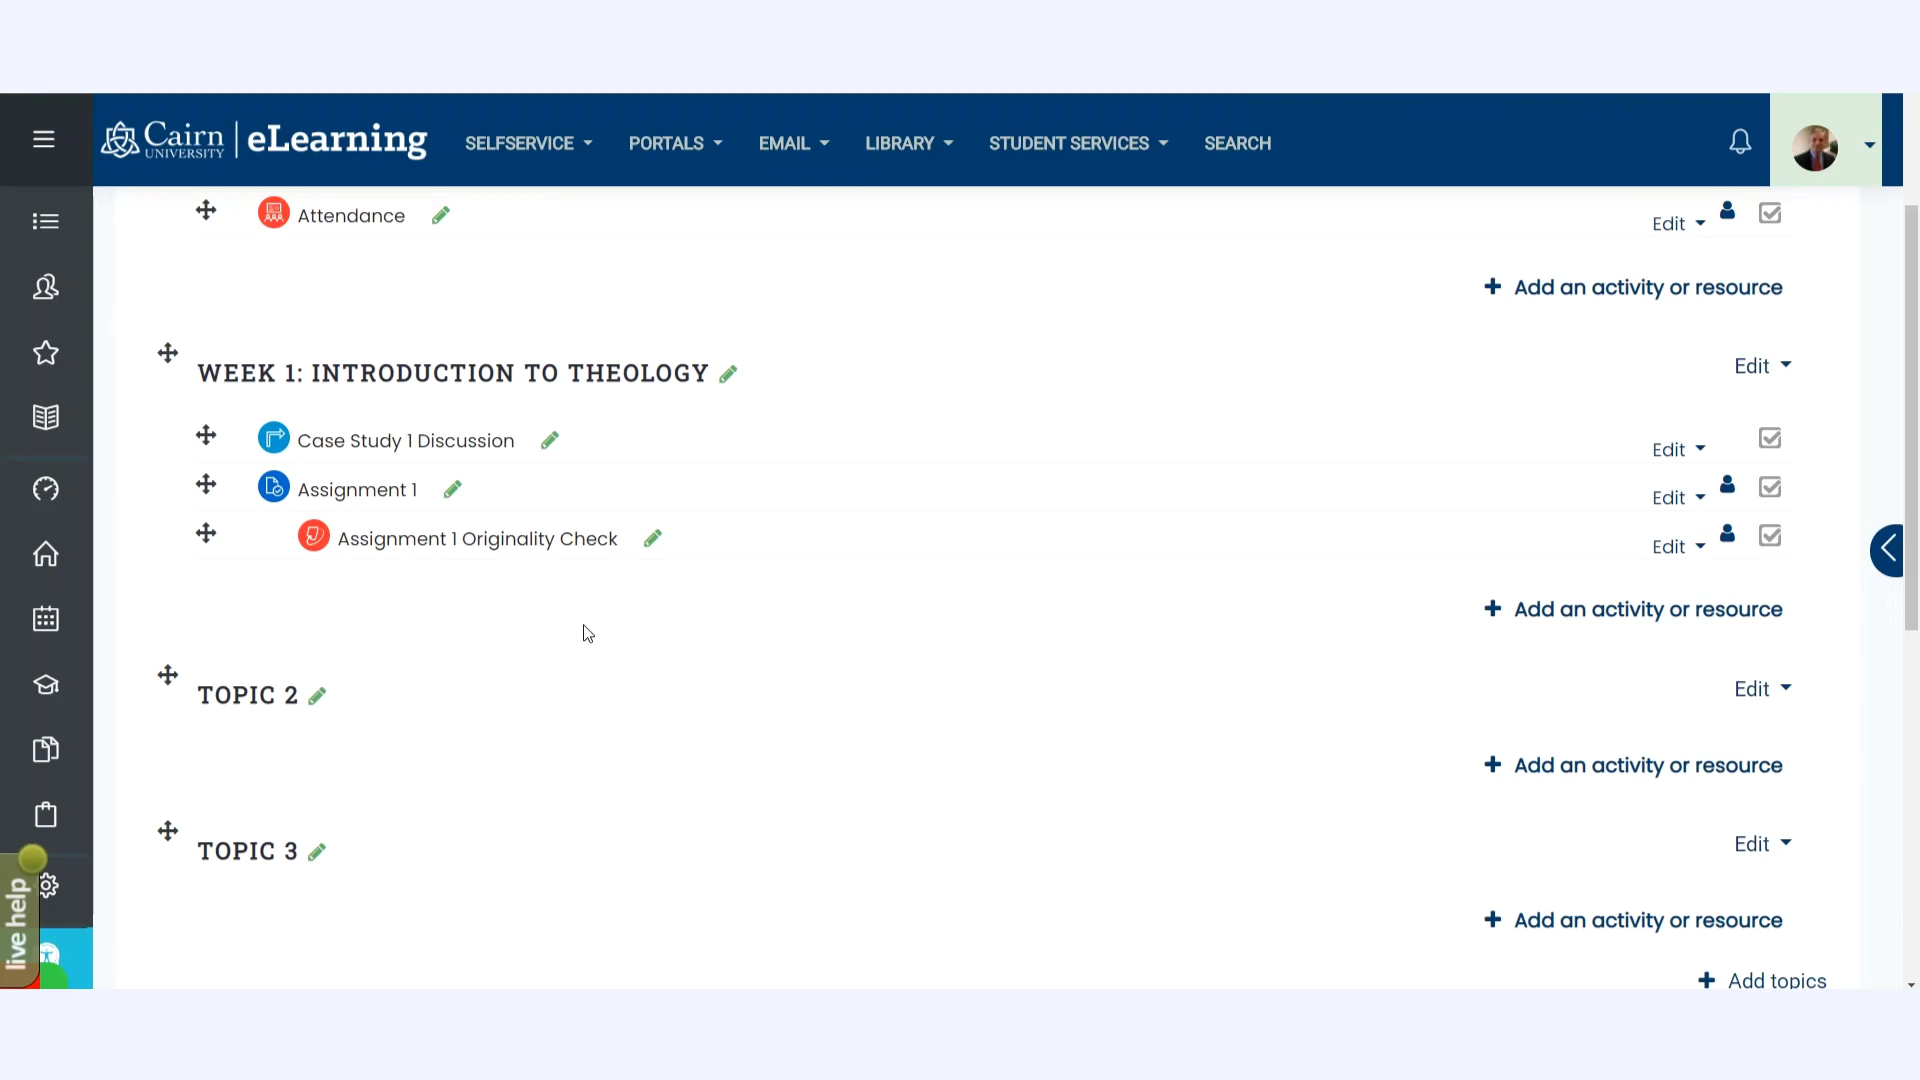 Cairn UNIVERSITY | eLearning SELFSERVICE PORTALS EMAIL LIBRARY STUDENT SERVICES SEARCH
Attendance Edit
+ Add an activity or resource
WEEK 1: INTRODUCTION TO THEOLOGY Edit
Case Study 1 Discussion Edit
Assignment 1 Edit
Assignment 1 Originality Check Edit
+ Add an activity or resource
TOPIC 2 Edit
+ Add an activity or resource
TOPIC 3 Edit
+ Add an activity or resource
+ Add topics
live help